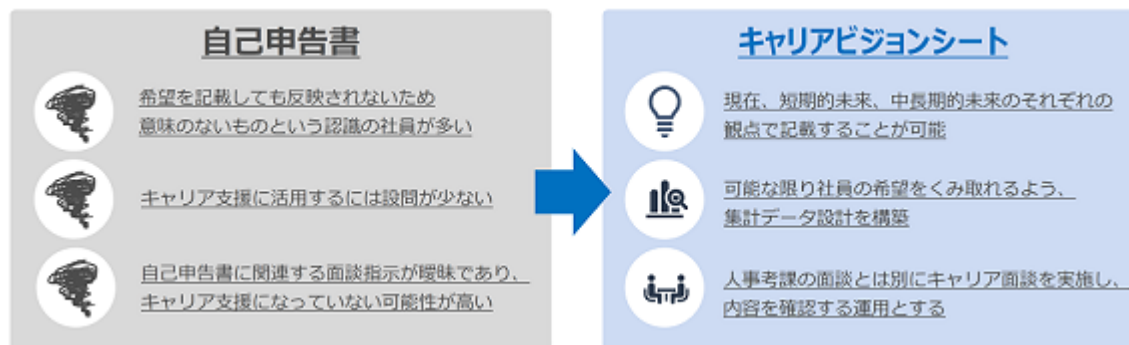 自己申告書
希望を記載しても反映されないため
意味のないものという認識の社員が多い
キャリア支援に活用するには設問が少ない
自己申告書に関連する面談指示が曖昧であり、
キャリア支援になっていない可能性が高い
キャリアビジョンシート
現在、短期的未来、中長期的未来のそれぞれの
観点で記載することが可能
可能な限り社員の希望をくみ取れるよう、
集計データ設計を構築
人事考課の面談とは別にキャリア面談を実施し、
内容を確認する運用とする